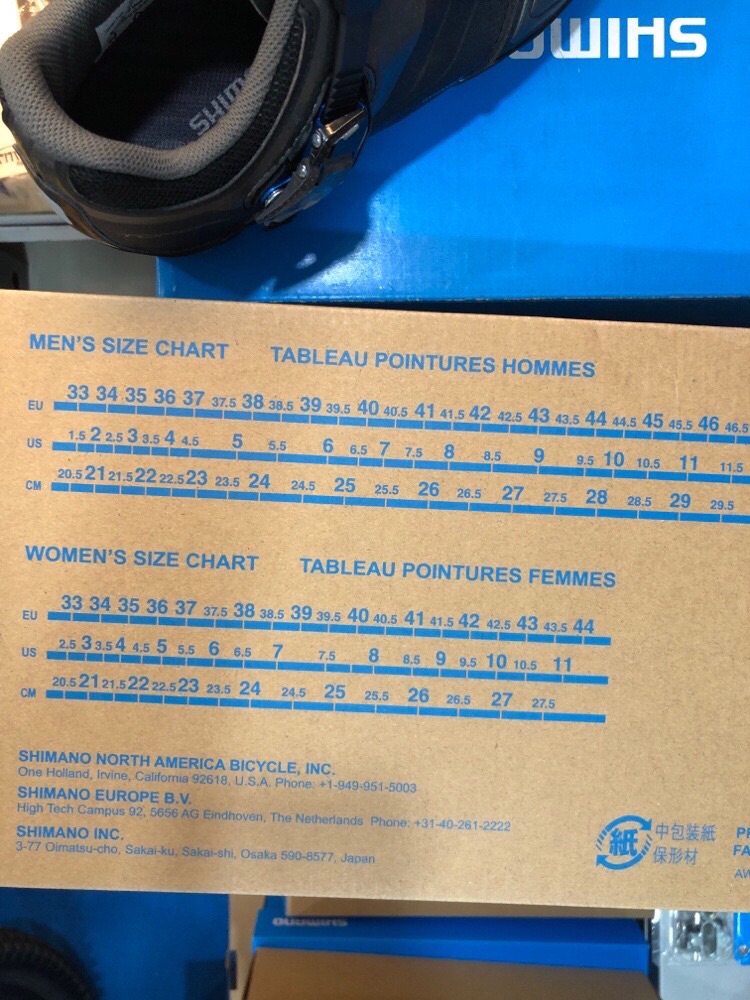 SHIM
SHIM
MEN'S SIZE CHART TABLEAU POINTURES HOMMES
EU 33 34 35 36 37 37.5 38 38.5 39 39.5 40 40.5 41 41.5 42 42.5 43 43.5 44 44.5 45 45.5 46 46.5
US 1.5 2 2.5 3 3.5 4 4.5 5 5.5 6 6.5 7 7.5 8 8.5 9 9.5 10 10.5 11 11.5
CM 20.5 21 21.5 22 22.5 23 23.5 24 24.5 25 25.5 26 26.5 27 27.5 28 28.5 29 29.5
WOMEN'S SIZE CHART TABLEAU POINTURES FEMMES
EU 33 34 35 36 37 37.5 38 38.5 39 39.5 40 40.5 41 41.5 42 42.5 43 43.5 44
US 2.5 3 3.5 4 4.5 5 5.5 6 6.5 7 7.5 8 8.5 9 9.5 10 10.5 11
CM 20.5 21 21.5 22 22.5 23 23.5 24 24.5 25 25.5 26 26.5 27 27.5
SHIMANO NORTH AMERICA BICYCLE, INC.
One Holland, Irvine, California 92618, U.S.A. Phone: +1-949-951-5003
SHIMANO EUROPE B.V.
High Tech Campus 92, 5656 AG Eindhoven, The Netherlands Phone: +31-40-261-2222
SHIMANO INC.
3-77 Oimatsu-cho, Sakai-ku, Sakai-shi, Osaka 590-8577, Japan
紙 中包装紙
保形材
PR
FA
AW
SHIMANO